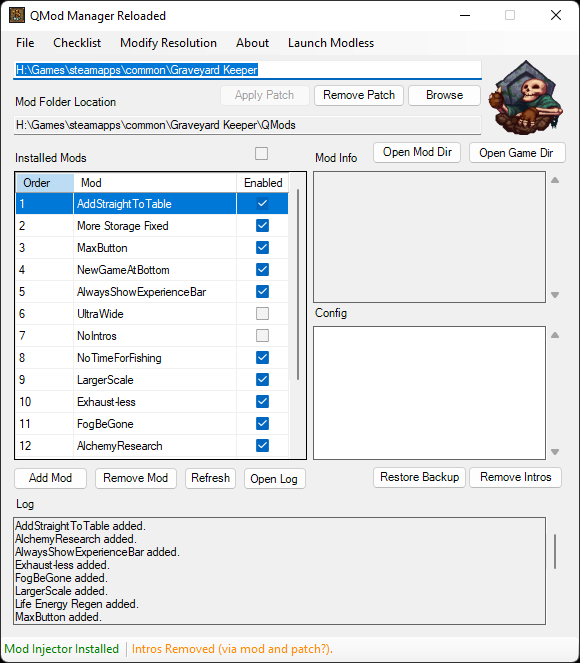 QMod Manager Reloaded
File Checklist Modify Resolution About Launch Modless
H:\Games\steamapps\common\Graveyard Keeper
Mod Folder Location
Apply Patch Remove Patch Browse
H:\Games\steamapps\common\Graveyard Keeper\QMods
Installed Mods
Mod Info Open Mod Dir Open Game Dir
Order Mod Enabled
1 AddStraightToTable
2 More Storage Fixed
3 MaxButton
4 NewGameAtBottom
5 AlwaysShowExperienceBar
6 UltraWide
7 NoIntros
8 NoTimeForFishing
9 LargerScale
10 Exhaust-less
11 FogBeGone
12 AlchemyResearch
Config
Add Mod Remove Mod Refresh Open Log
Restore Backup Remove Intros
Log
AddStraightToTable added.
AlchemyResearch added.
AlwaysShowExperienceBar added.
Exhaust-less added.
FogBeGone added.
LargerScale added.
Life Energy Regen added.
MaxButton added.
Mod Injector Installed Intros Removed (via mod and patch?).